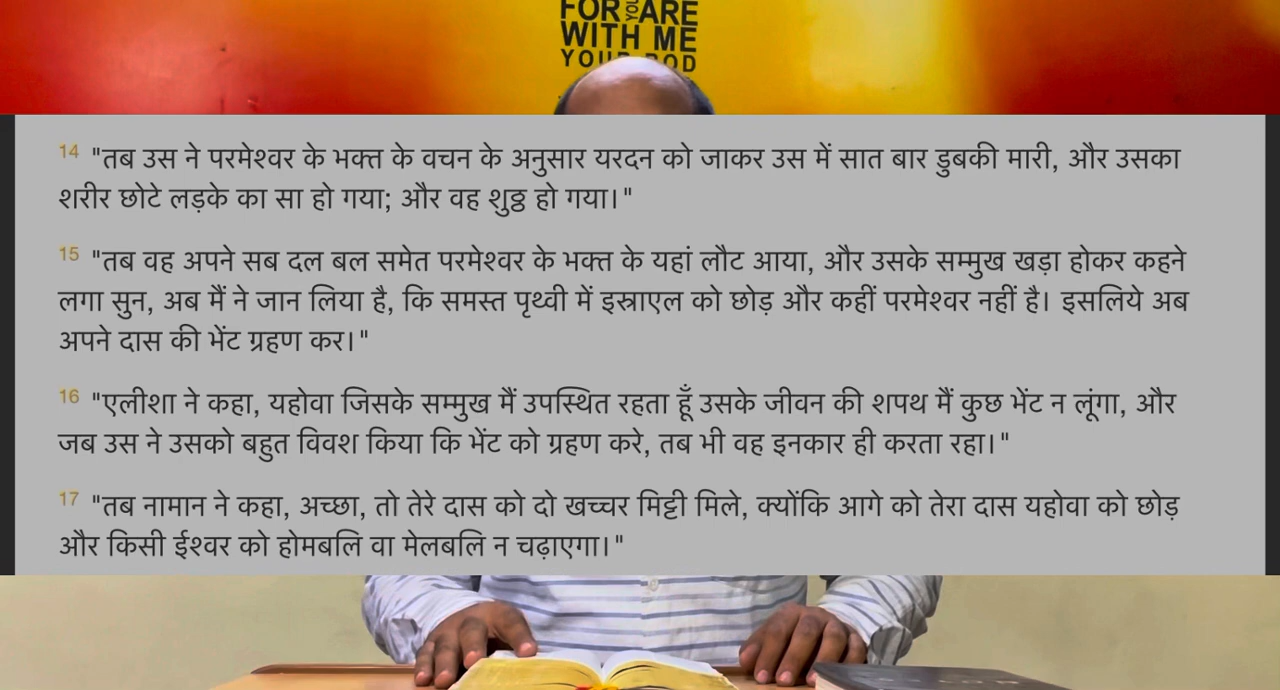 FOR YOU ARE
WITH ME
14 "तब उस ने परमेश्वर के भक्त के वचन के अनुसार यरदन को जाकर उस में सात बार डुबकी मारी, और उसका
शरीर छोटे लड़के का सा हो गया; और वह शुठ्ठ हो गया।"
15 "तब वह अपने सब दल बल समेत परमेश्वर के भक्त के यहां लौट आया, और उसके सम्मुख खड़ा होकर कहने
लगा सुन, अब मैं ने जान लिया है, कि समस्त पृथ्वी में इस्राएल को छोड़ और कहीं परमेश्वर नहीं है। इसलिये अब
अपने दास की भेंट ग्रहण कर।"
16 "एलीशा ने कहा, यहोवा जिसके सम्मुख मैं उपस्थित रहता हूँ उसके जीवन की शपथ मैं कुछ भेंट न लूंगा, और
जब उस ने उसको बहुत विवश किया कि भेंट को ग्रहण करे, तब भी वह इनकार ही करता रहा।"
17 "तब नामान ने कहा, अच्छा, तो तेरे दास को दो खच्चर मिट्टी मिले, क्योंकि आगे को तेरा दास यहोवा को छोड़
और किसी ईश्वर को होमबलि वा मेलबलि न चढ़ाएगा।"